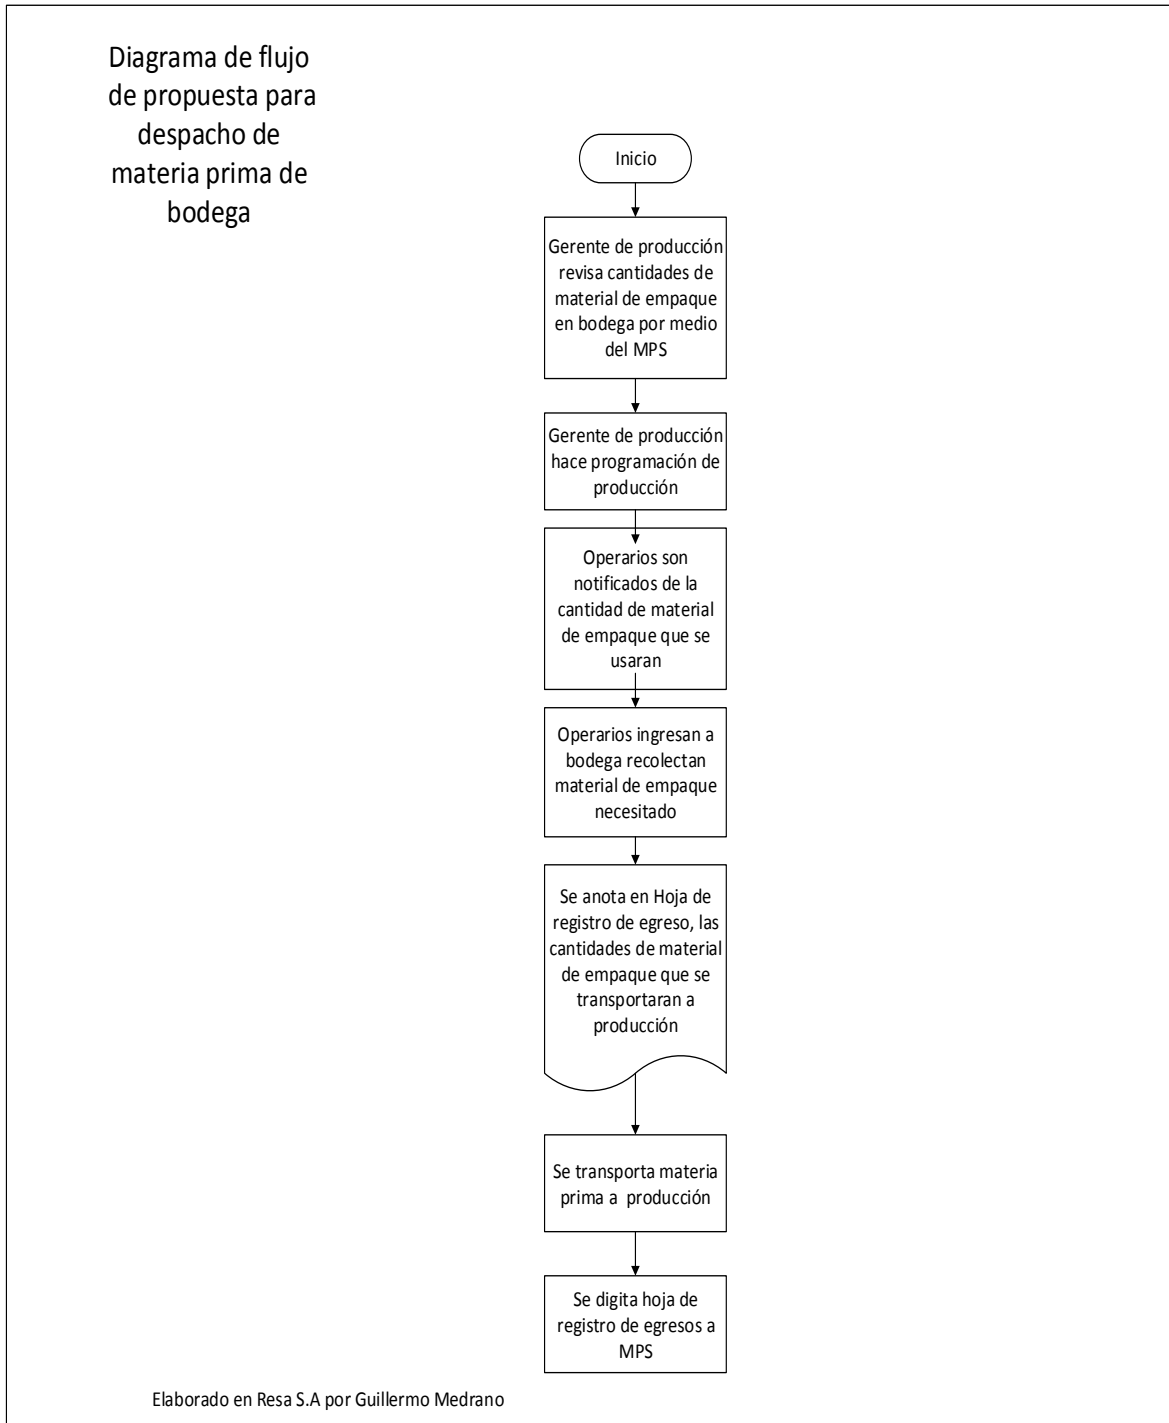 Diagrama de flujo
de propuesta para
despacho de
materia prima de
bodega
Inicio
Gerente de producción
revisa cantidades de
material de empaque
en bodega por medio
del MPS
Gerente de producción
hace programación de
producción
Operarios son
notificados de la
cantidad de material
de empaque que se
usaran
Operarios ingresan a
bodega recolectan
material de empaque
necesitado
Se anota en Hoja de
registro de egreso, las
cantidades de material
de empaque que se
transportaran a
producción
Se transporta materia
prima a  producción
Se digita hoja de
registro de egresos a
MPS
Elaborado en Resa S.A por Guillermo Medrano